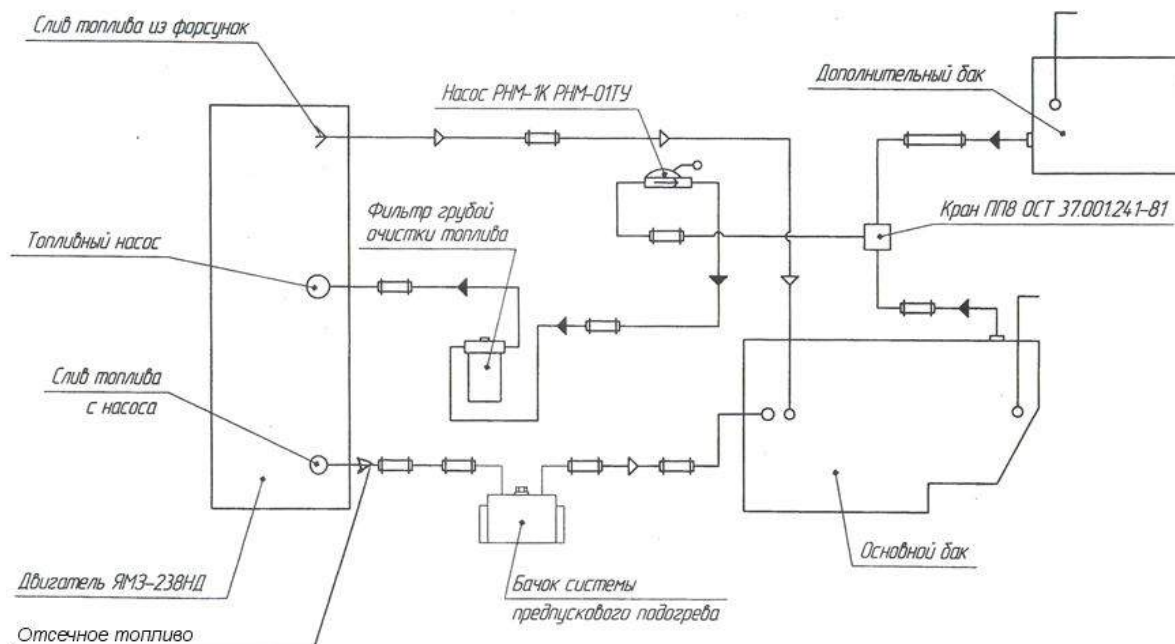 Слив топлива из форсунок
Насос РНМ-1К РНМ-01ТУ
Дополнительный бак
Фильтр грубой
очистки топлива
Кран ПП8 ОСТ 37.001.241-81
Топливный насос
Слив топлива
с насоса
Основной бак
Двигатель ЯМЗ-238НД
Бачок системы
предпускового подогрева
Отсечное топливо